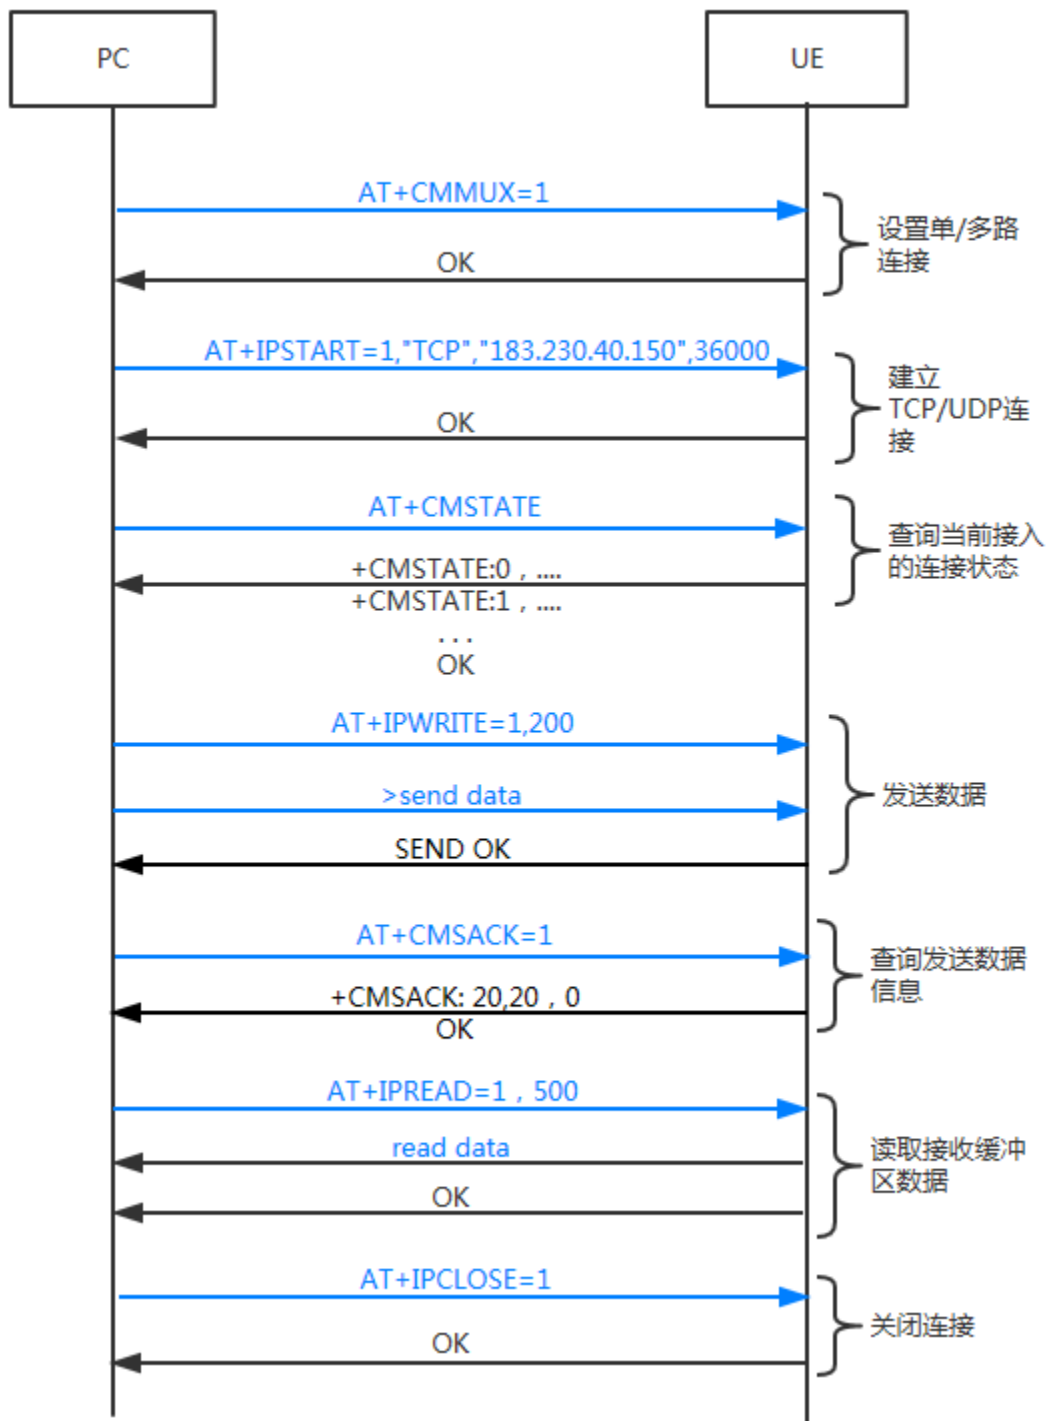 PC
UE
AT+CMMUX=1
设置单/多路
连接
OK
AT+IPSTART=1,"TCP","183.230.40.150",36000
建立
TCP/UDP连
接
OK
AT+CMSTATE
查询当前接入
的连接状态
+CMSTATE:0，....
+CMSTATE:1，....
...
OK
AT+IPWRITE=1,200
>send data
发送数据
SEND OK
AT+CMSACK=1
查询发送数据
信息
+CMSACK: 20,20，0
OK
AT+IPREAD=1，500
read data
读取接收缓冲
区数据
OK
AT+IPCLOSE=1
关闭连接
OK